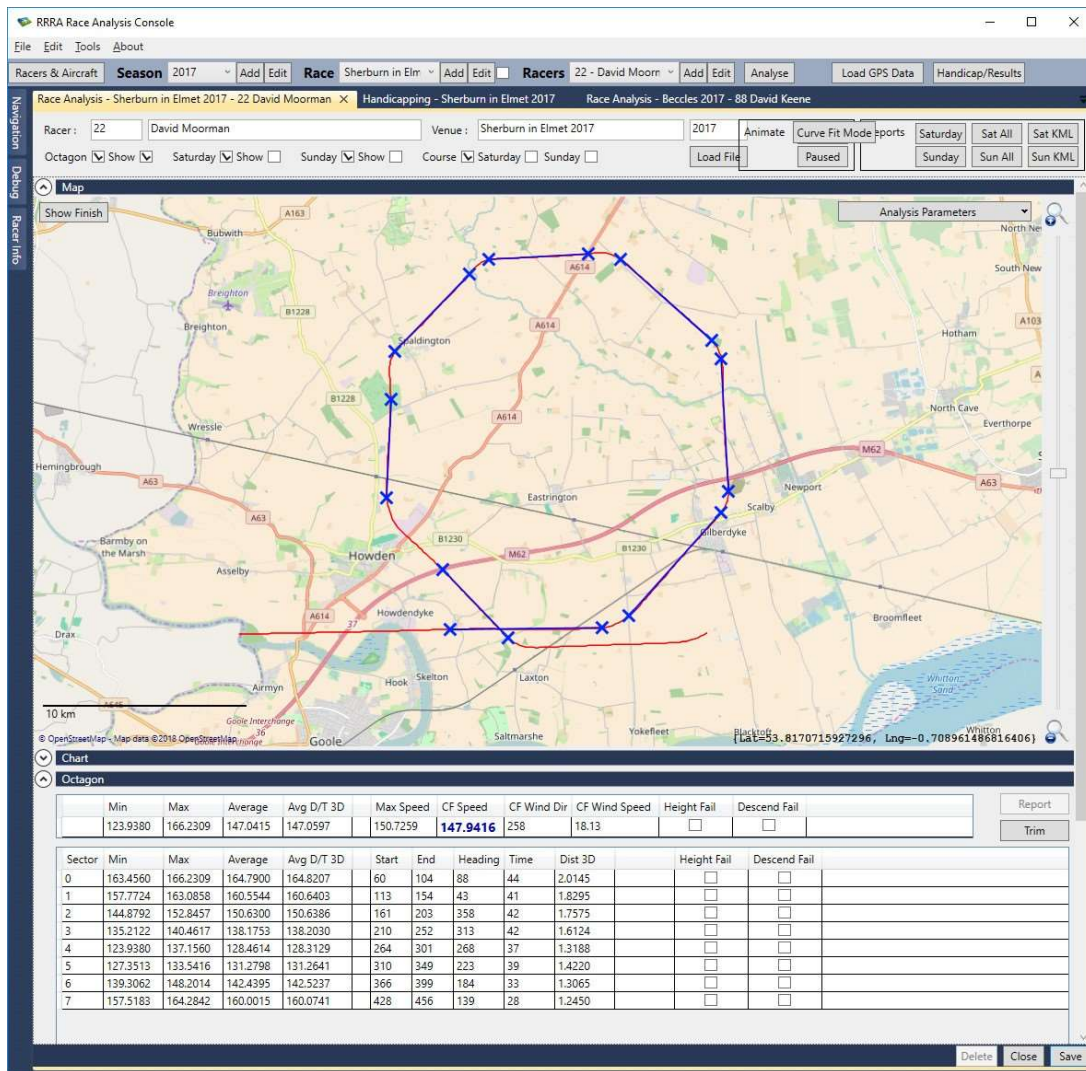 RRRA Race Analysis Console
File Edit Tools About
Racers & Aircraft Season 2017 Add Edit Race Sherburn in Elm Add Edit Racers 22 - David Moorn Add Edit Analyse Load GPS Data Handicap/Results
Race Analysis - Sherburn in Elmet 2017 - 22 David Moorman Handicapping - Sherburn in Elmet 2017 Race Analysis - Beccles 2017 - 88 David Keene
Navigation
Debug
Racer Info
Racer: 22 David Moorman Venue: Sherburn in Elmet 2017 2017 Animate Curve Fit Mode eports Saturday Sat All Sat KML
Octagon Show Saturday Show Sunday Show Course Saturday Sunday Load File Paused Sunday Sun All Sun KML
Map
Show Finish Analysis Parameters
A163
North Ne
Bubwith
A614
South New
Breighton
B1228
A103
Breighton
A614
Hotham
Spaldington
B1228
North Cave
A614
Wressle
Everthorpe
M62
Hemingbrough
A63
Newport
A63
Eastrington
Scalby
A63
Gilberdyke
Barmby on
the Marsh
B1230
Howden
M62
B1230
Asselby
A614
Howdendyke
37
Broomfleet
Drax
Hook
Skelton
Laxton
Airmyn
Whitton
Sand
10 km
A645
Goole Interchange
36
© OpenStreetMap - Map data ©2018 OpenStreetMap
Goole
Saltmarshe
Yokefleet
Blacktoft
Whitton
{Lat=53.8170715927296, Lng=-0.708961486816406}
Chart
Octagon
Min Max Average Avg D/T 3D Max Speed CF Speed CF Wind Dir CF Wind Speed Height Fail Descend Fail Report
123.9380 166.2309 147.0415 147.0597 150.7259 147.9416 258 18.13 Trim
Sector Min Max Average Avg D/T 3D Start End Heading Time Dist 3D Height Fail Descend Fail
0 163.4560 166.2309 164.7900 164.8207 60 104 88 44 2.0145
1 157.7724 163.0858 160.5544 160.6403 113 154 43 41 1.8295
2 144.8792 152.8457 150.6300 150.6386 161 203 358 42 1.7575
3 135.2122 140.4617 138.1753 138.2030 210 252 313 42 1.6124
4 123.9380 137.1560 128.4614 128.3129 264 301 268 37 1.3188
5 127.3513 133.5416 131.2798 131.2641 310 349 223 39 1.4220
6 139.3062 148.2014 142.4395 142.5237 366 399 184 33 1.3065
7 157.5183 164.2842 160.0015 160.0741 428 456 139 28 1.2450
Delete Close Save